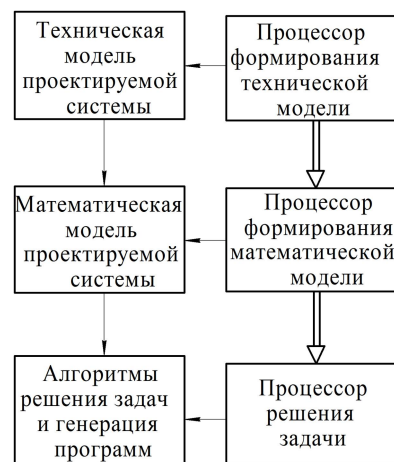 Техническая
модель
проектируемой
системы
Процессор
формирования
технической
модели
Математическая
модель
проектируемой
системы
Процессор
формирования
математической
модели
Алгоритмы
решения задач
и генерация
программ
Процессор
решения
задачи